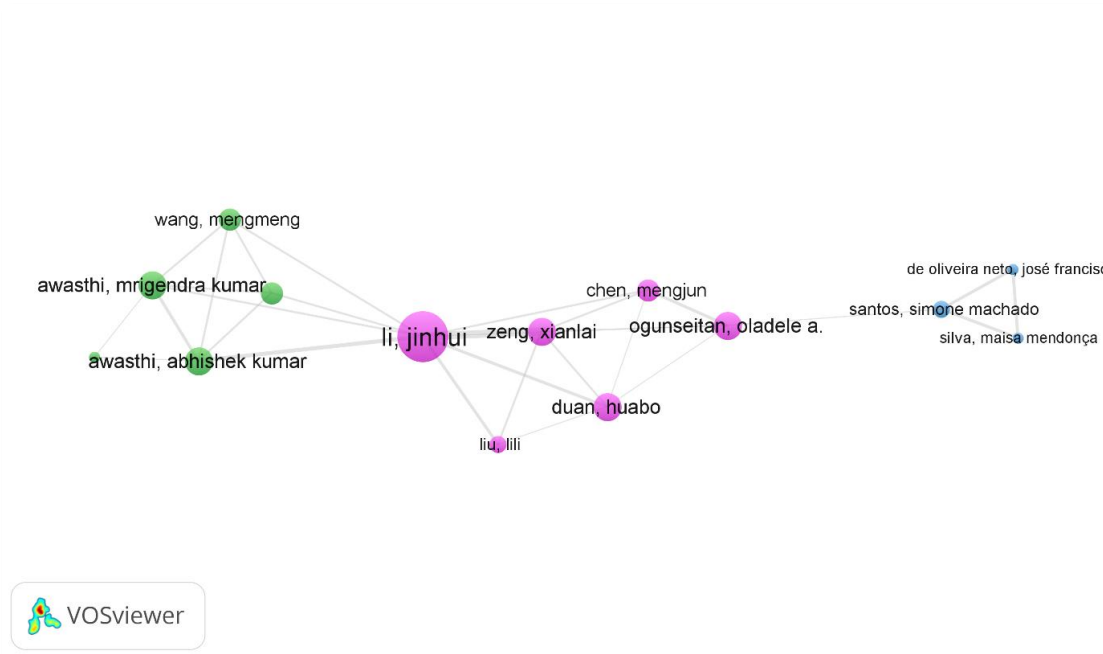 wang, mengmeng
de oliveira neto, josé francisc
awasthi, mrigendra kumar
chen, mengjun
santos, simone machado
ogunseitan, oladele a.
zeng, xianlai
li, jinhui
silva, maisa mendonça
awasthi, abhishek kumar
duan, huabo
liu, lili
VOSviewer